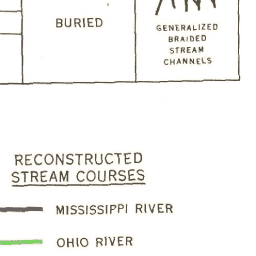 BURIED
GENERALIZED
BRAIDED
STREAM
CHANNELS
RECONSTRUCTED
STREAM COURSES
MISSISSIPPI RIVER
OHIO RIVER